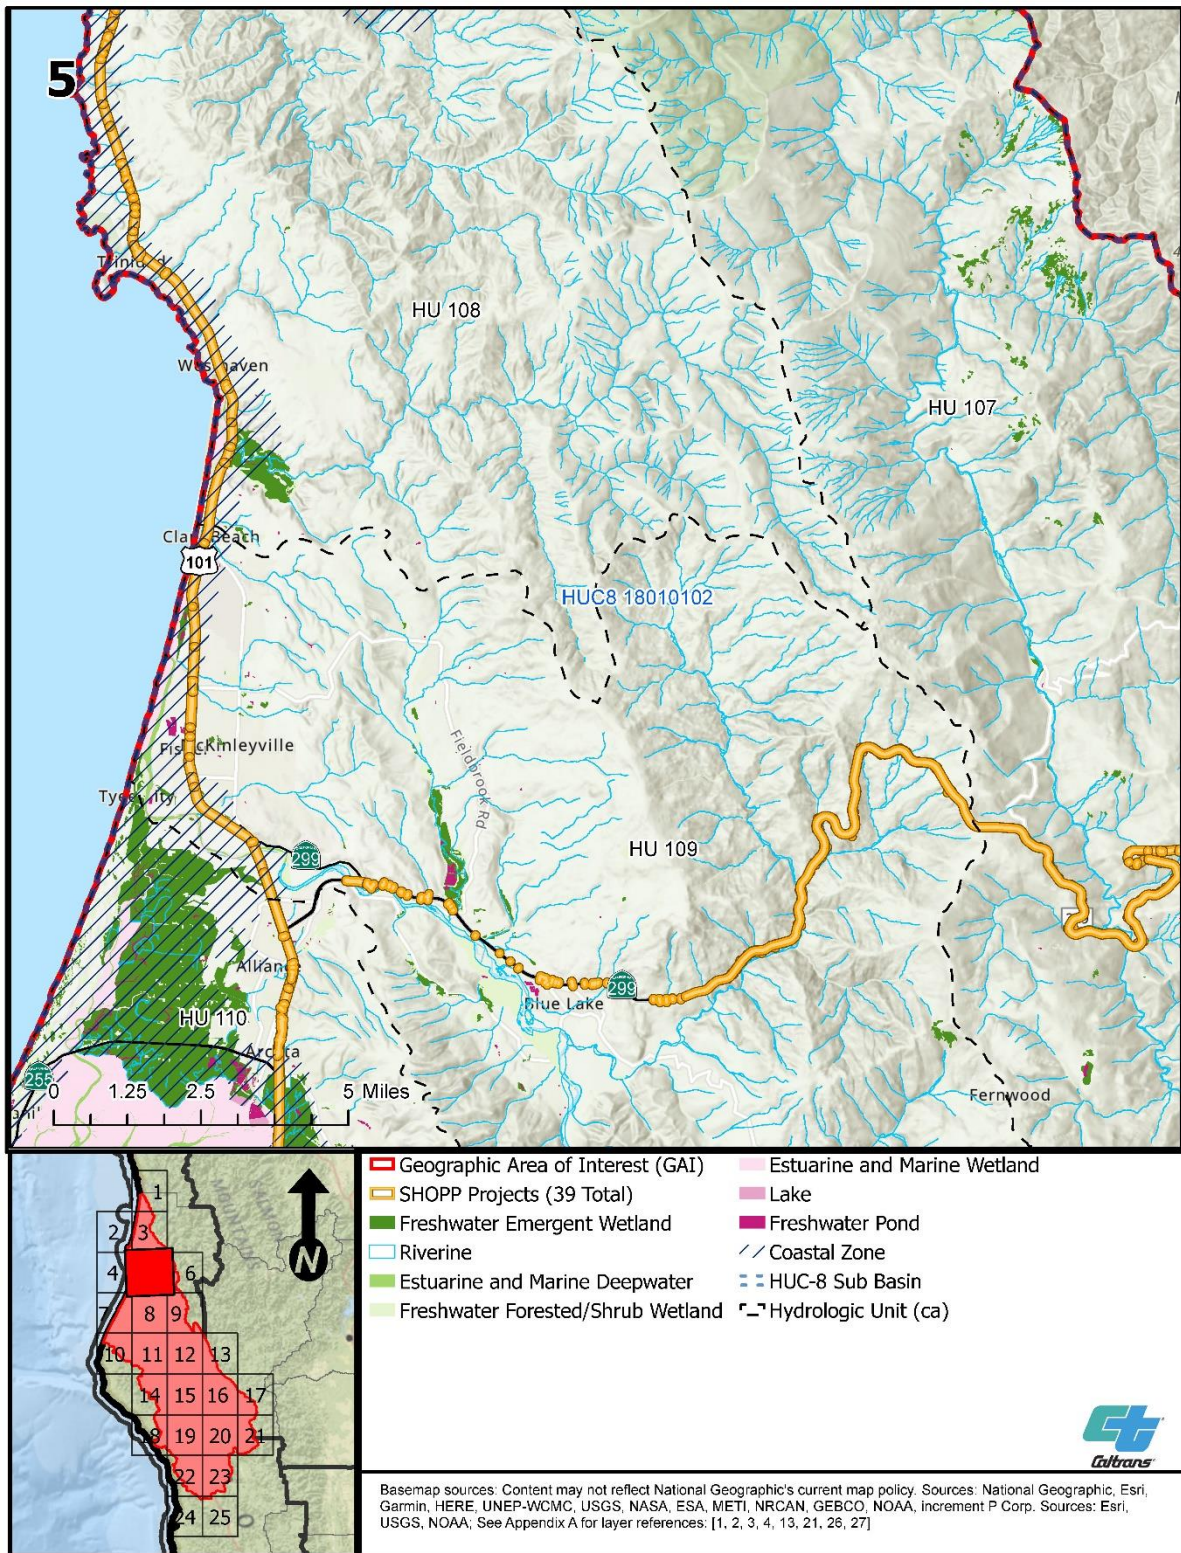 5
Trinidad
HU 108
Westhaven
HU 107
Clam Beach
101
HUC8 18010102
McKinleyville
Fieldbrook Rd
Tyee City
299
HU 109
Alliance
299
Blue Lake
HU 110
Arcata
255
0 1.25 2.5 5 Miles
Fernwood
1
2 3
4 6
7 8 9
10 11 12 13
14 15 16 17
18 19 20 21
22 23
24 25
SALMON
MOUNTAINS
N
Geographic Area of Interest (GAI)
SHOPP Projects (39 Total)
Freshwater Emergent Wetland
Riverine
Estuarine and Marine Deepwater
Freshwater Forested/Shrub Wetland
Estuarine and Marine Wetland
Lake
Freshwater Pond
Coastal Zone
HUC-8 Sub Basin
Hydrologic Unit (ca)
Caltrans
Basemap sources: Content may not reflect National Geographic's current map policy. Sources: National Geographic, Esri,
Garmin, HERE, UNEP-WCMC, USGS, NASA, ESA, METI, NRCAN, GEBCO, NOAA, increment P Corp. Sources: Esri,
USGS, NOAA; See Appendix A for layer references: [1, 2, 3, 4, 13, 21, 26, 27]